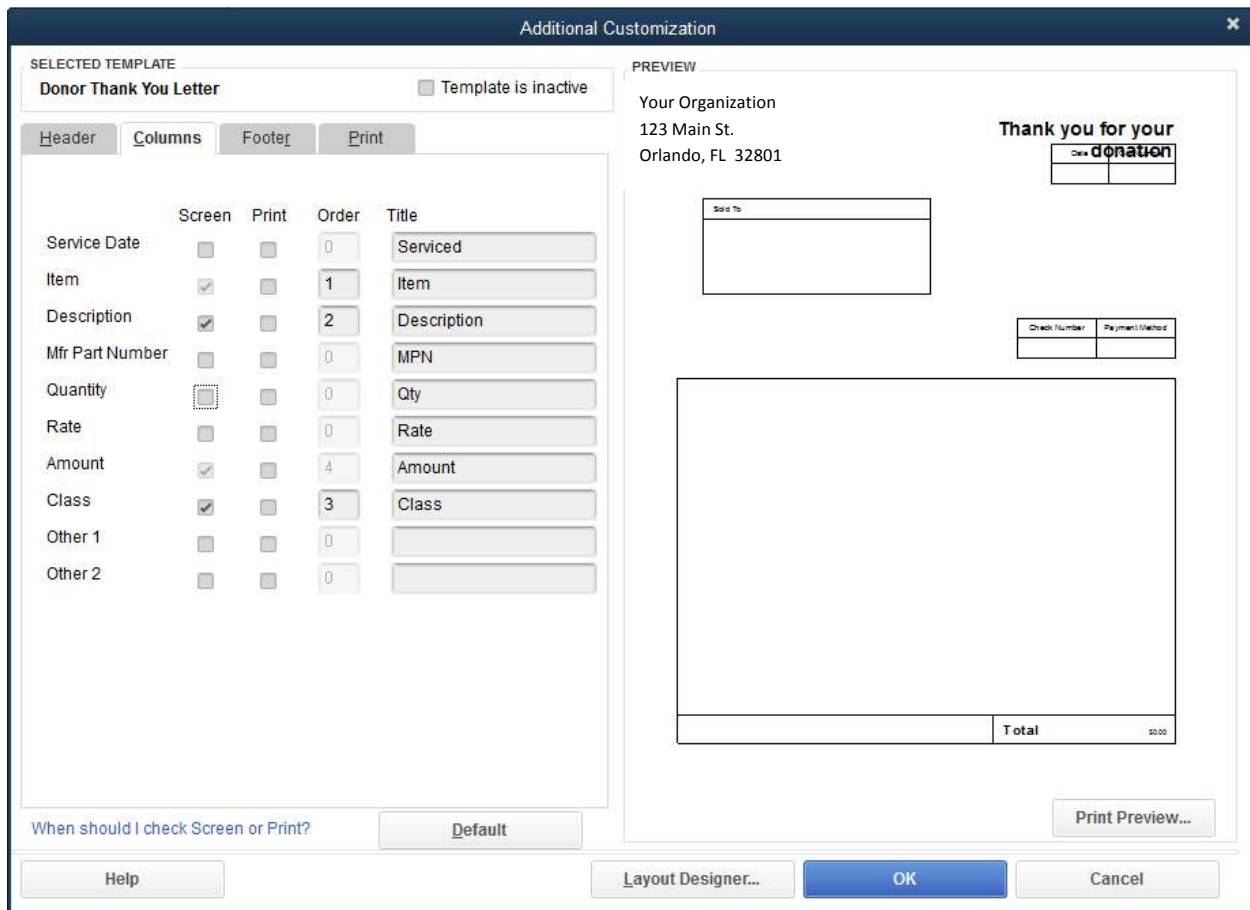 Additional Customization
SELECTED TEMPLATE
Donor Thank You Letter
Template is inactive
Header Columns Footer Print
Screen Print Order Title
Service Date 0 Serviced
Item 1 Item
Description 2 Description
Mfr Part Number 0 MPN
Quantity 0 Qty
Rate 0 Rate
Amount 4 Amount
Class 3 Class
Other 1 0
Other 2 0
When should I check Screen or Print?
Default
PREVIEW
Your Organization
123 Main St.
Orlando, FL 32801
Thank you for your
donation
Date
Sold To
Check Number Payment Method
Total $0.00
Print Preview...
Help
Layout Designer...
OK
Cancel